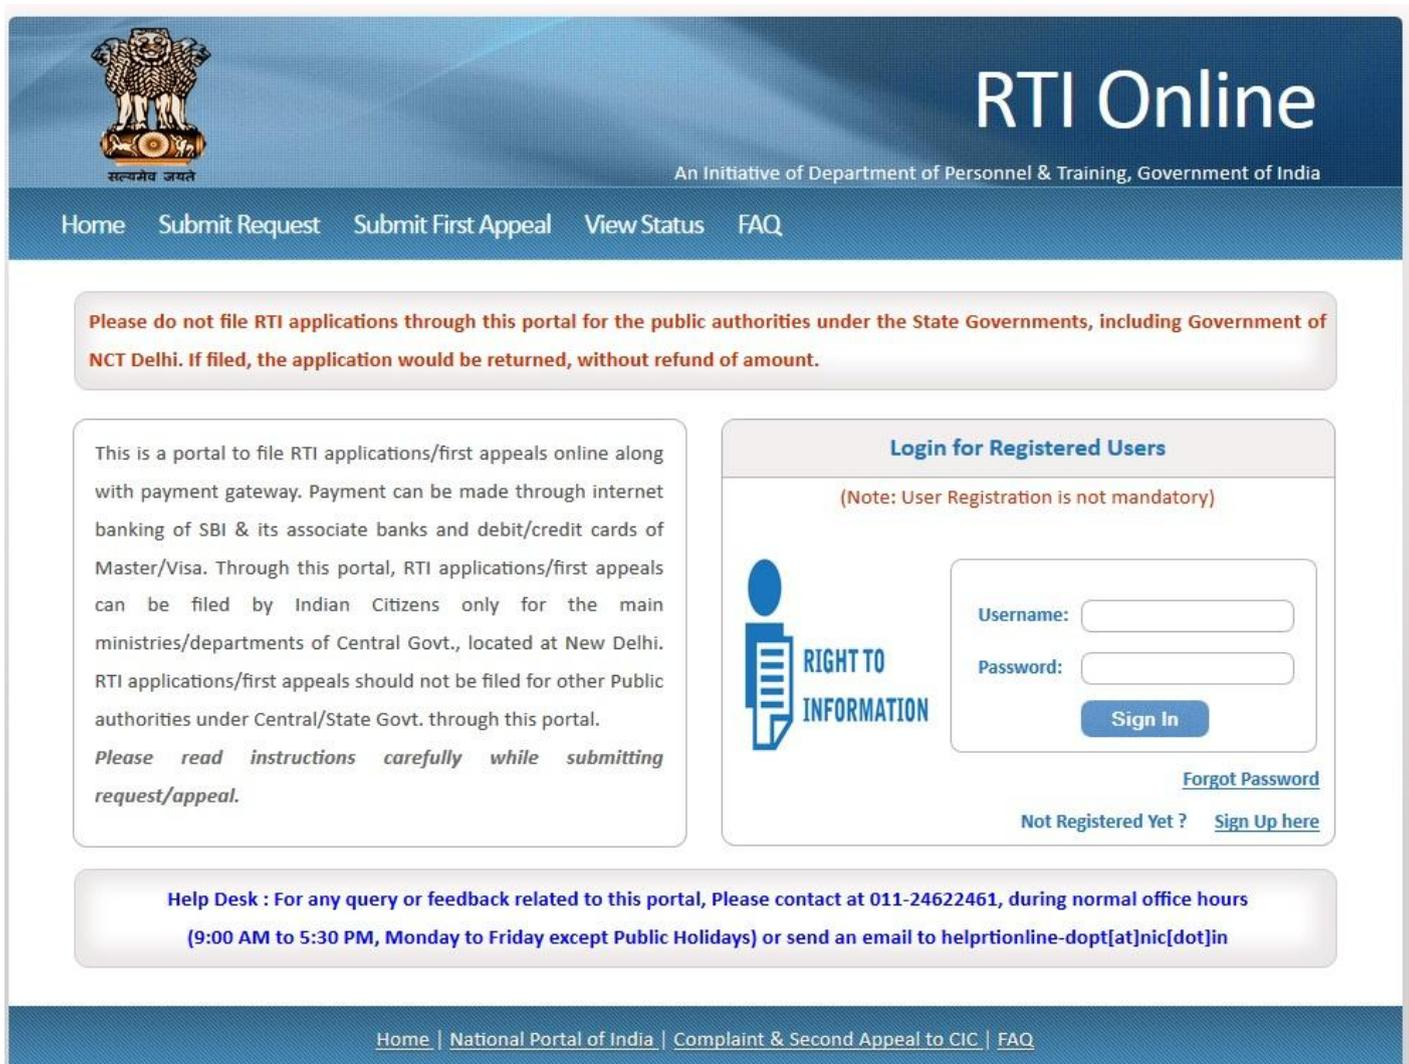 सत्यमेव जयते
RTI Online
An Initiative of Department of Personnel & Training, Government of India
Home Submit Request Submit First Appeal View Status FAQ
Please do not file RTI applications through this portal for the public authorities under the State Governments, including Government of
NCT Delhi. If filed, the application would be returned, without refund of amount.
This is a portal to file RTI applications/first appeals online along
with payment gateway. Payment can be made through internet
banking of SBI & its associate banks and debit/credit cards of
Master/Visa. Through this portal, RTI applications/first appeals
can be filed by Indian Citizens only for the main
ministries/departments of Central Govt., located at New Delhi.
RTI applications/first appeals should not be filed for other Public
authorities under Central/State Govt. through this portal.
Please read instructions carefully while submitting
request/appeal.
Login for Registered Users
(Note: User Registration is not mandatory)
RIGHT TO
INFORMATION
Username:
Password:
Sign In
Forgot Password
Not Registered Yet ? Sign Up here
Help Desk : For any query or feedback related to this portal, Please contact at 011-24622461, during normal office hours
(9:00 AM to 5:30 PM, Monday to Friday except Public Holidays) or send an email to helprtionline-dopt[at]nic[dot]in
Home | National Portal of India | Complaint & Second Appeal to CIC | FAQ